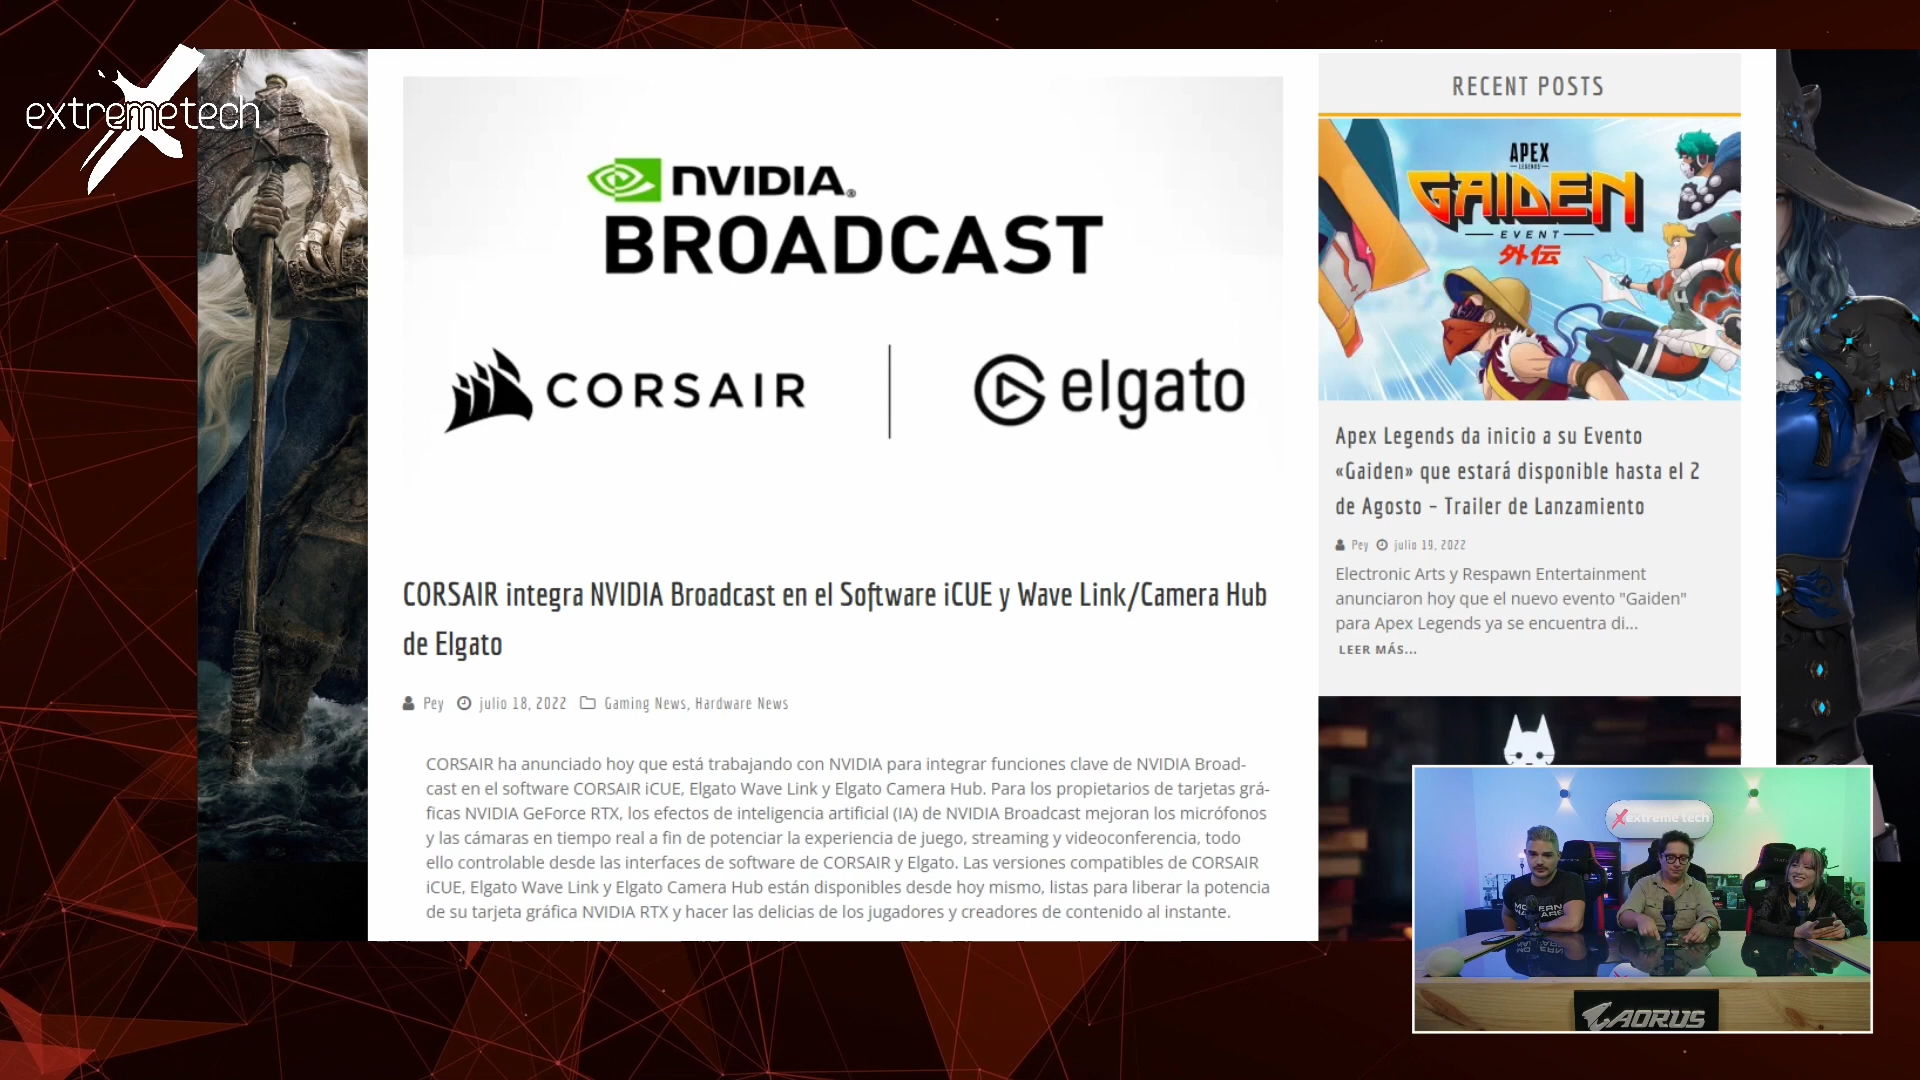 extremetech
NVIDIA®
BROADCAST
CORSAIR
elgato
CORSAIR integra NVIDIA Broadcast en el Software iCUE y Wave Link/Camera Hub
de Elgato
Pey julio 18, 2022 Gaming News, Hardware News
CORSAIR ha anunciado hoy que está trabajando con NVIDIA para integrar funciones clave de NVIDIA Broad-
cast en el software CORSAIR iCUE, Elgato Wave Link y Elgato Camera Hub. Para los propietarios de tarjetas grá-
ficas NVIDIA GeForce RTX, los efectos de inteligencia artificial (IA) de NVIDIA Broadcast mejoran los micrófonos
y las cámaras en tiempo real a fin de potenciar la experiencia de juego, streaming y videoconferencia, todo
ello controlable desde las interfaces de software de CORSAIR y Elgato. Las versiones compatibles de CORSAIR
iCUE, Elgato Wave Link y Elgato Camera Hub están disponibles desde hoy mismo, listas para liberar la potencia
de su tarjeta gráfica NVIDIA RTX y hacer las delicias de los jugadores y creadores de contenido al instante.
RECENT POSTS
APEX
LEGENDS
GAIDEN
EVENT
外伝
Apex Legends da inicio a su Evento
«Gaiden» que estará disponible hasta el 2
de Agosto – Trailer de Lanzamiento
Pey julio 19, 2022
Electronic Arts y Respawn Entertainment
anunciaron hoy que el nuevo evento "Gaiden"
para Apex Legends ya se encuentra di...
LEER MÁS...
extreme tech
AORUS